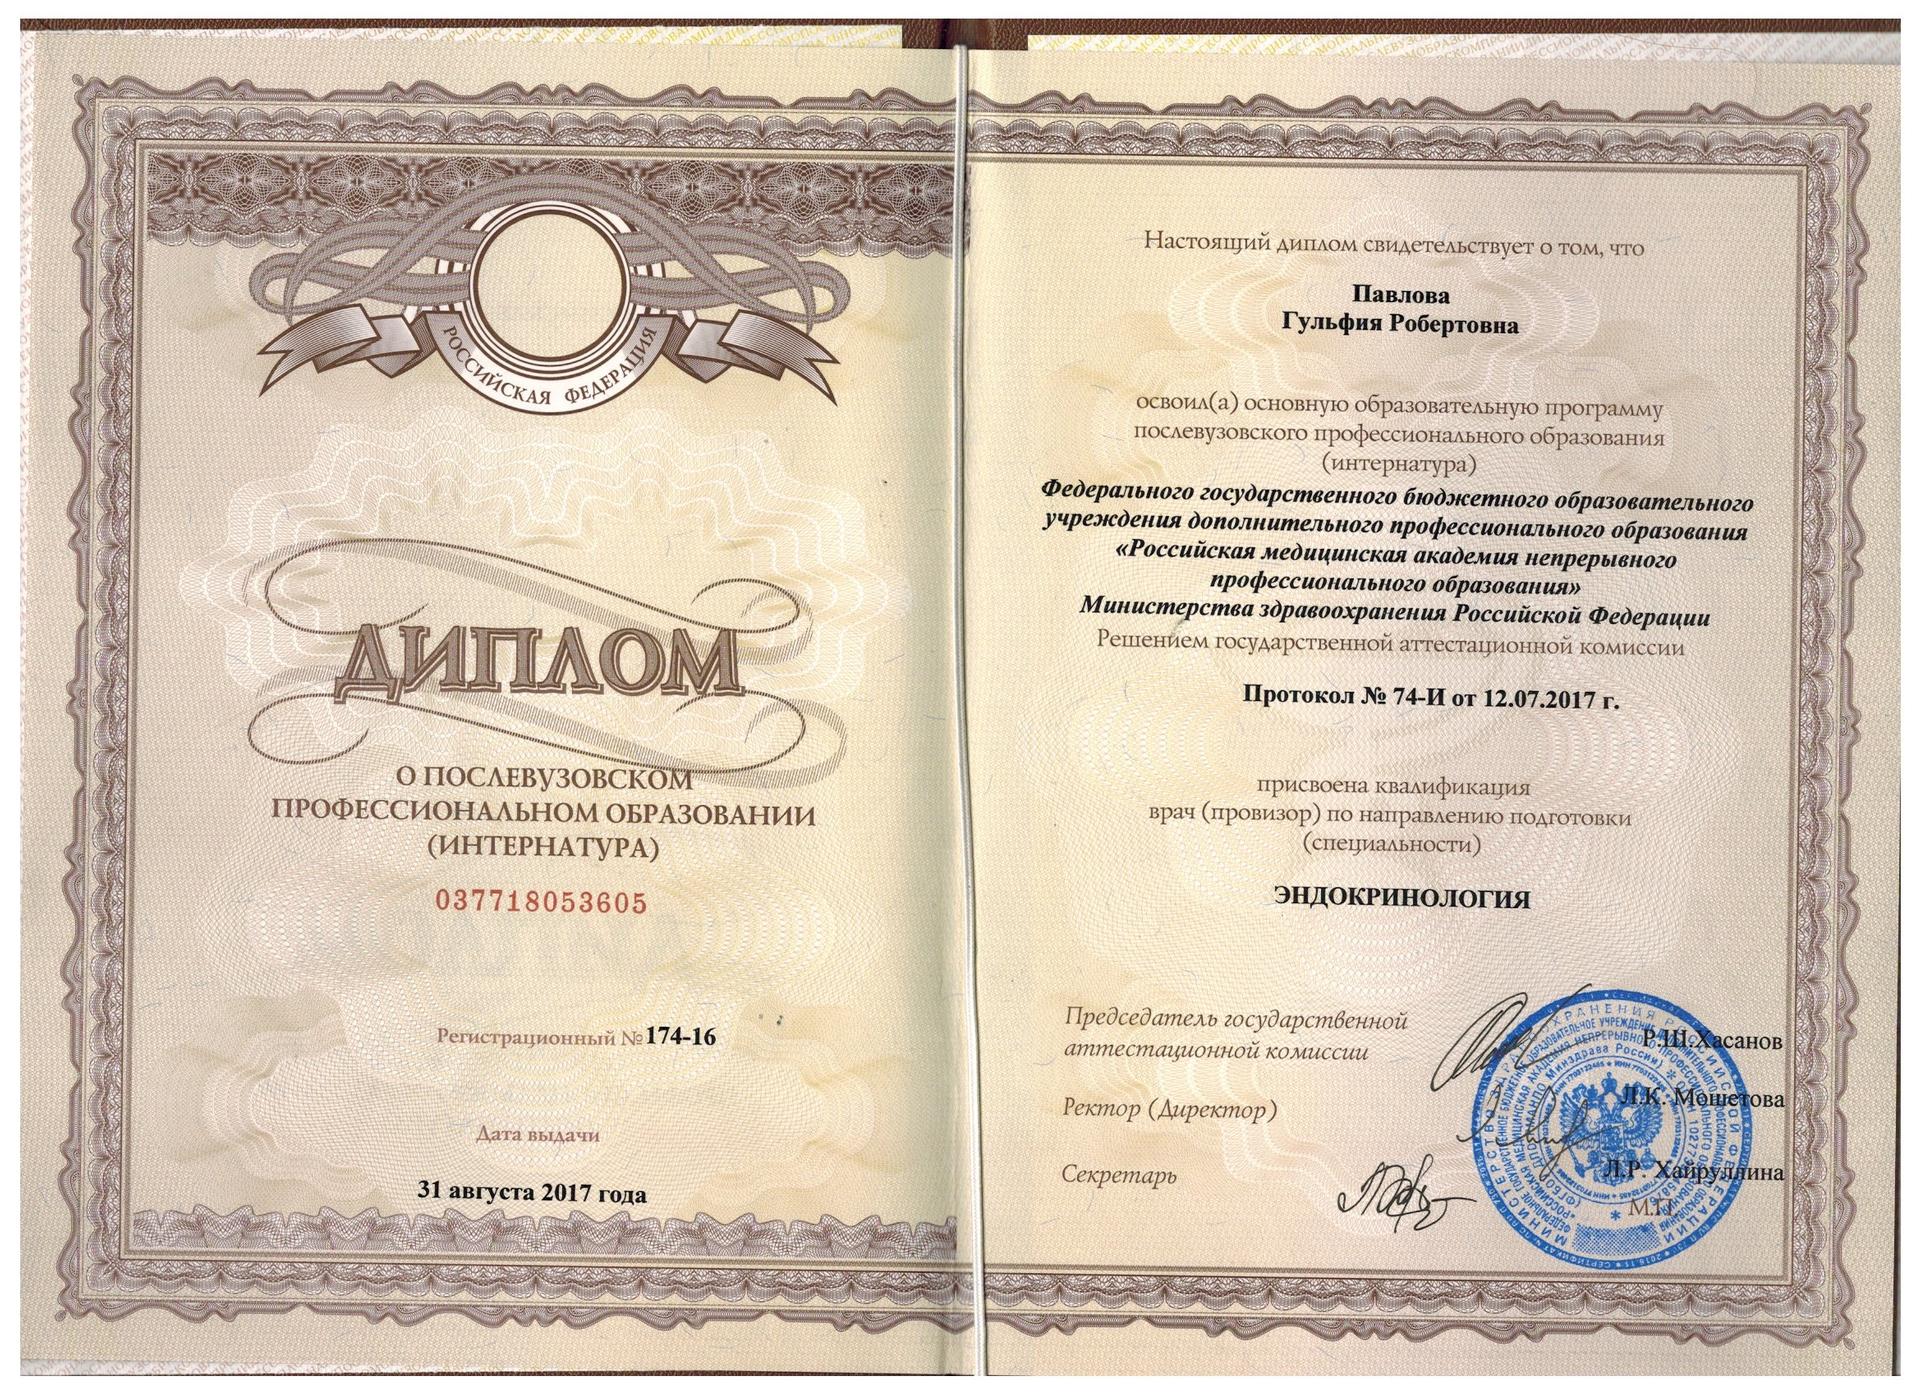 РОССИЙСКАЯ ФЕДЕРАЦИЯ
ДИПЛОМ
О ПОСЛЕВУЗОВСКОМ
ПРОФЕССИОНАЛЬНОМ ОБРАЗОВАНИИ
(ИНТЕРНАТУРА)
037718053605
Регистрационный № 174-16
Дата выдачи
31 августа 2017 года
Настоящий диплом свидетельствует о том, что
Павлова
Гульфия Робертовна
освоил(а) основную образовательную программу
послевузовского профессионального образования
(интернатура)
Федерального государственного бюджетного образовательного
учреждения дополнительного профессионального образования
«Российская медицинская академия непрерывного
профессионального образования»
Министерства здравоохранения Российской Федерации
Решением государственной аттестационной комиссии
Протокол № 74-И от 12.07.2017 г.
присвоена квалификация
врач (провизор) по направлению подготовки
(специальности)
ЭНДОКРИНОЛОГИЯ
Председатель государственной
аттестационной комиссии
Р.Ш.Хасанов
Ректор (Директор)
Л.К. Мошетова
Секретарь
Л.Р. Хайруллина
М.П.